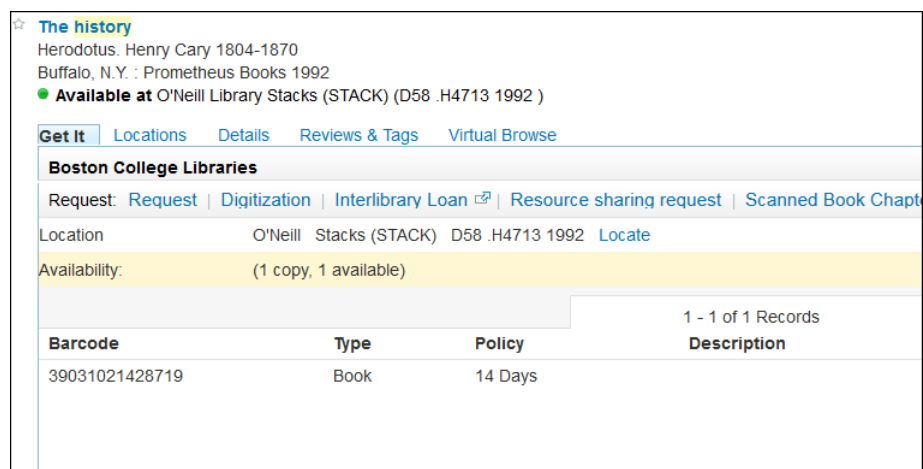 The history
Herodotus. Henry Cary 1804-1870
Buffalo, N.Y. : Prometheus Books 1992
Available at O'Neill Library Stacks (STACK) (D58 .H4713 1992 )
Get It Locations Details Reviews & Tags Virtual Browse
Boston College Libraries
Request: Request | Digitization | Interlibrary Loan | Resource sharing request | Scanned Book Chapt
Location O'Neill Stacks (STACK) D58 .H4713 1992 Locate
Availability: (1 copy, 1 available)
1 - 1 of 1 Records
Barcode Type Policy Description
39031021428719 Book 14 Days